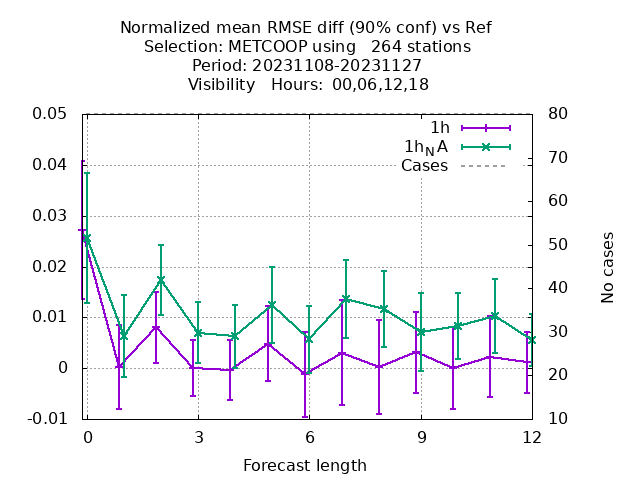 Normalized mean RMSE diff (90% conf) vs Ref
Selection: METCOOP using   264 stations
Period: 20231108-20231127
Visibility   Hours: 00,06,12,18
0.05
0.04
0.03
0.02
0.01
0
-0.01
80
70
60
50
40
30
20
10
1h
1h_N A
Cases
No cases
0 3 6 9 12
Forecast length